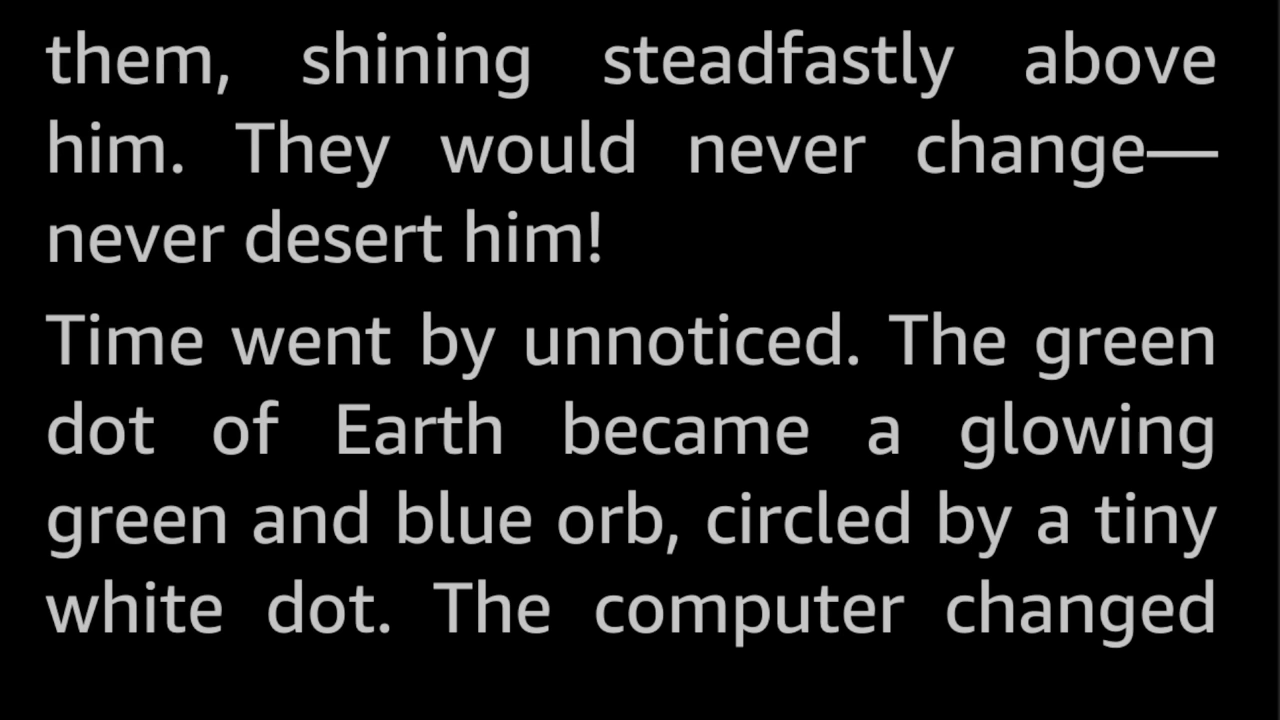 them, shining steadfastly above
him. They would never change—
never desert him!
Time went by unnoticed. The green
dot of Earth became a glowing
green and blue orb, circled by a tiny
white dot. The computer changed